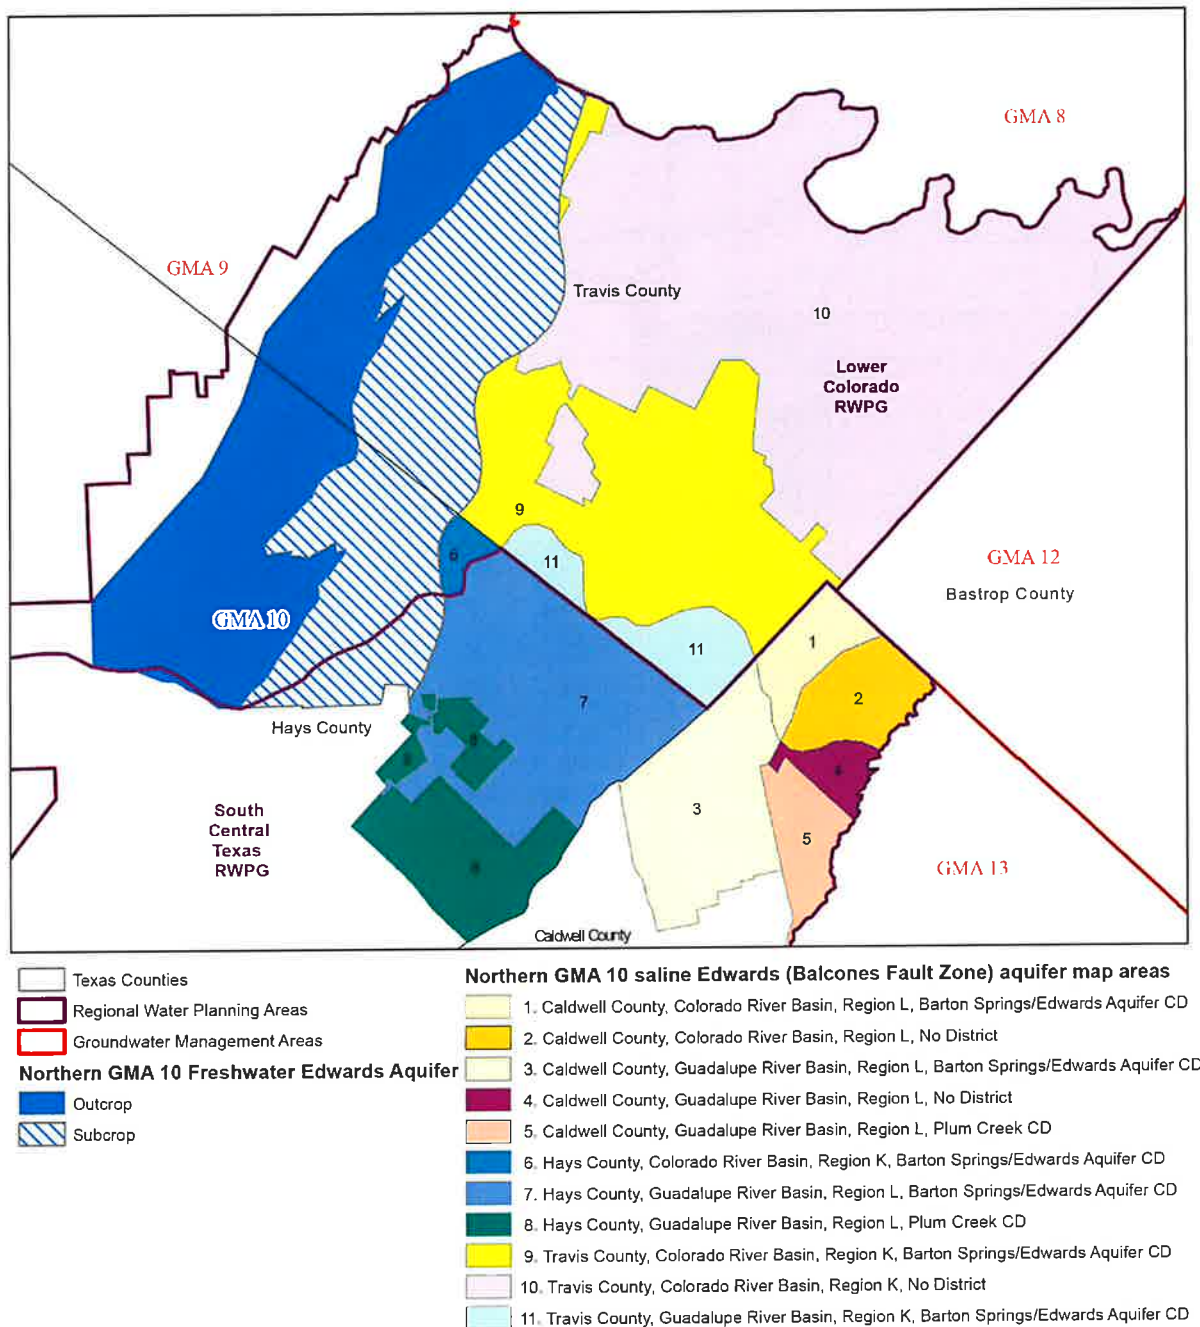 GMA 8
GMA 9
Travis County
10
Lower
Colorado
RWPG
9
GMA 12
6
11
Bastrop County
GMA 10
1
11
2
7
Hays County
8
8
4
South
Central
Texas
RWPG
3
5
8
GMA 13
Caldwell County
Texas Counties
Regional Water Planning Areas
Groundwater Management Areas
Northern GMA 10 Freshwater Edwards Aquifer
Outcrop
Subcrop
Northern GMA 10 saline Edwards (Balcones Fault Zone) aquifer map areas
1. Caldwell County, Colorado River Basin, Region L, Barton Springs/Edwards Aquifer CD
2. Caldwell County, Colorado River Basin, Region L, No District
3. Caldwell County, Guadalupe River Basin, Region L, Barton Springs/Edwards Aquifer CD
4. Caldwell County, Guadalupe River Basin, Region L, No District
5. Caldwell County, Guadalupe River Basin, Region L, Plum Creek CD
6. Hays County, Colorado River Basin, Region K, Barton Springs/Edwards Aquifer CD
7. Hays County, Guadalupe River Basin, Region L, Barton Springs/Edwards Aquifer CD
8. Hays County, Guadalupe River Basin, Region L, Plum Creek CD
9. Travis County, Colorado River Basin, Region K, Barton Springs/Edwards Aquifer CD
10. Travis County, Colorado River Basin, Region K, No District
11. Travis County, Guadalupe River Basin, Region K, Barton Springs/Edwards Aquifer CD